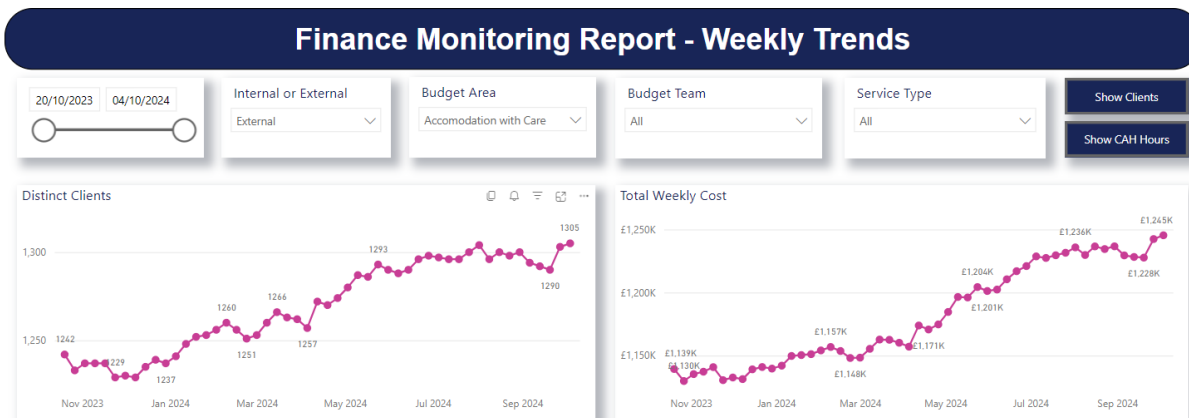 Finance Monitoring Report - Weekly Trends
20/10/2023 04/10/2024
Internal or External
External
Budget Area
Accomodation with Care
Budget Team
All
Service Type
All
Show Clients
Show CAH Hours
Distinct Clients
1,300
1,250
1242
1229
1237
1260
1251
1266
1257
1293
1290
1305
Nov 2023 Jan 2024 Mar 2024 May 2024 Jul 2024 Sep 2024
Total Weekly Cost
£1,250K
£1,200K
£1,150K
£1,139K
£1,130K
£1,157K
£1,148K
£1,171K
£1,204K
£1,201K
£1,236K
£1,228K
£1,245K
Nov 2023 Jan 2024 Mar 2024 May 2024 Jul 2024 Sep 2024